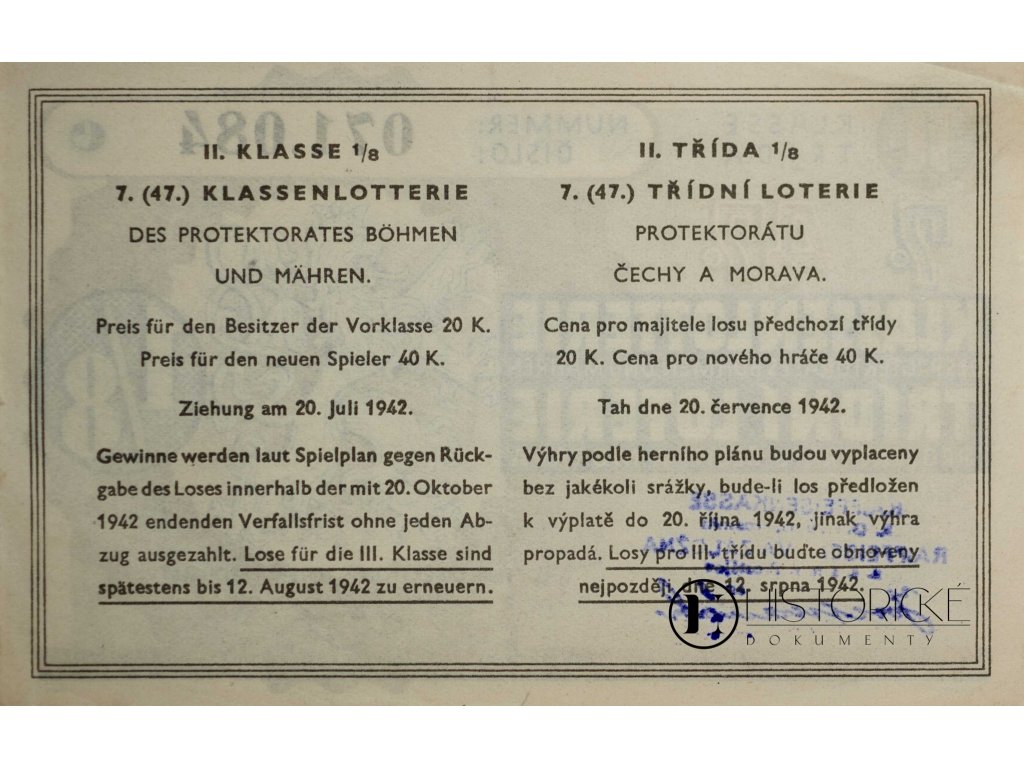 II. KLASSE 1/8
7. (47.) KLASSENLOTTERIE
DES PROTEKTORATES BÖHMEN
UND MÄHREN.
Preis für den Besitzer der Vorklasse 20 K.
Preis für den neuen Spieler 40 K.
Ziehung am 20. Juli 1942.
Gewinne werden laut Spielplan gegen Rück-
gabe des Loses innerhalb der mit 20. Oktober
1942 endenden Verfallsfrist ohne jeden Ab-
zug ausgezahlt. Lose für die III. Klasse sind
spätestens bis 12. August 1942 zu erneuern.
II. TŘÍDA 1/8
7. (47.) TŘÍDNÍ LOTERIE
PROTEKTORÁTU
ČECHY A MORAVA.
Cena pro majitele losu předchozí třídy
20 K. Cena pro nového hráče 40 K.
Tah dne 20. července 1942.
Výhry podle herního plánu budou vyplaceny
bez jakékoli srážky, bude-li los předložen
k výplatě do 20. října 1942, jinak výhra
propadá. Losy pro III. třídu buďte obnoveny
nejpozději dne 12. srpna 1942.
HISTORICKÉ
DOKUMENTY
071,084
NUMMER:
ČÍSLO:
KLASSE